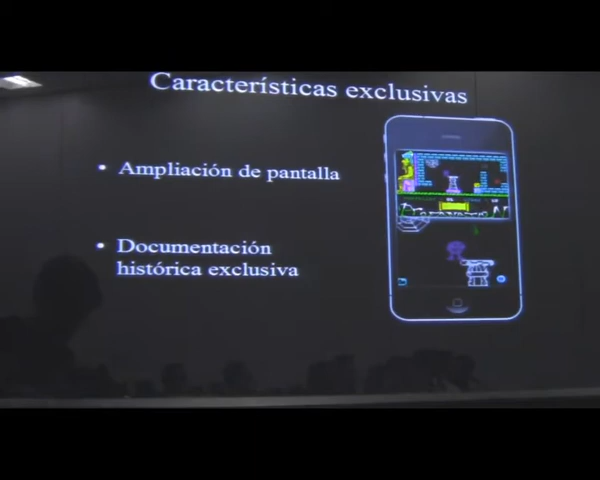 Características exclusivas
• Ampliación de pantalla
• Documentación
histórica exclusiva